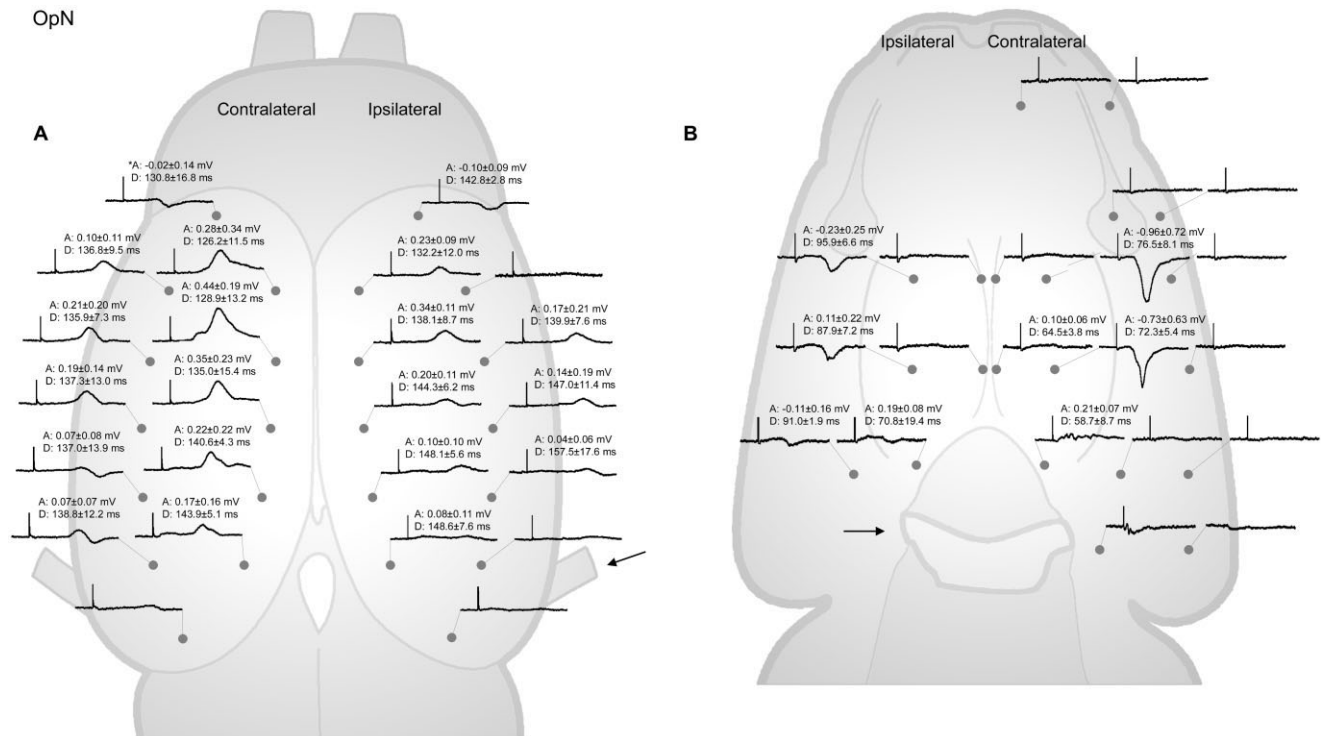 OpN
A
Contralateral
Ipsilateral
*A: -0.02±0.14 mV
D: 130.8±16.8 ms
A: -0.10±0.09 mV
D: 142.8±2.8 ms
A: 0.10±0.11 mV
D: 136.8±9.5 ms
A: 0.28±0.34 mV
D: 126.2±11.5 ms
A: 0.23±0.09 mV
D: 132.2±12.0 ms
A: 0.21±0.20 mV
D: 135.9±7.3 ms
A: 0.44±0.19 mV
D: 128.9±13.2 ms
A: 0.34±0.11 mV
D: 138.1±8.7 ms
A: 0.17±0.21 mV
D: 139.9±7.6 ms
A: 0.19±0.14 mV
D: 137.3±13.0 ms
A: 0.35±0.23 mV
D: 135.0±15.4 ms
A: 0.20±0.11 mV
D: 144.3±6.2 ms
A: 0.14±0.19 mV
D: 147.0±11.4 ms
A: 0.07±0.08 mV
D: 137.0±13.9 ms
A: 0.22±0.22 mV
D: 140.6±4.3 ms
A: 0.10±0.10 mV
D: 148.1±5.6 ms
A: 0.04±0.06 mV
D: 157.5±17.6 ms
A: 0.07±0.07 mV
D: 138.8±12.2 ms
A: 0.17±0.16 mV
D: 143.9±5.1 ms
A: 0.08±0.11 mV
D: 148.6±7.6 ms
B
Ipsilateral
Contralateral
A: -0.23±0.25 mV
D: 95.9±6.6 ms
A: -0.96±0.72 mV
D: 76.5±8.1 ms
A: 0.11±0.22 mV
D: 87.9±7.2 ms
A: 0.10±0.06 mV
D: 64.5±3.8 ms
A: -0.73±0.63 mV
D: 72.3±5.4 ms
A: -0.11±0.16 mV
D: 91.0±1.9 ms
A: 0.19±0.08 mV
D: 70.8±19.4 ms
A: 0.21±0.07 mV
D: 58.7±8.7 ms